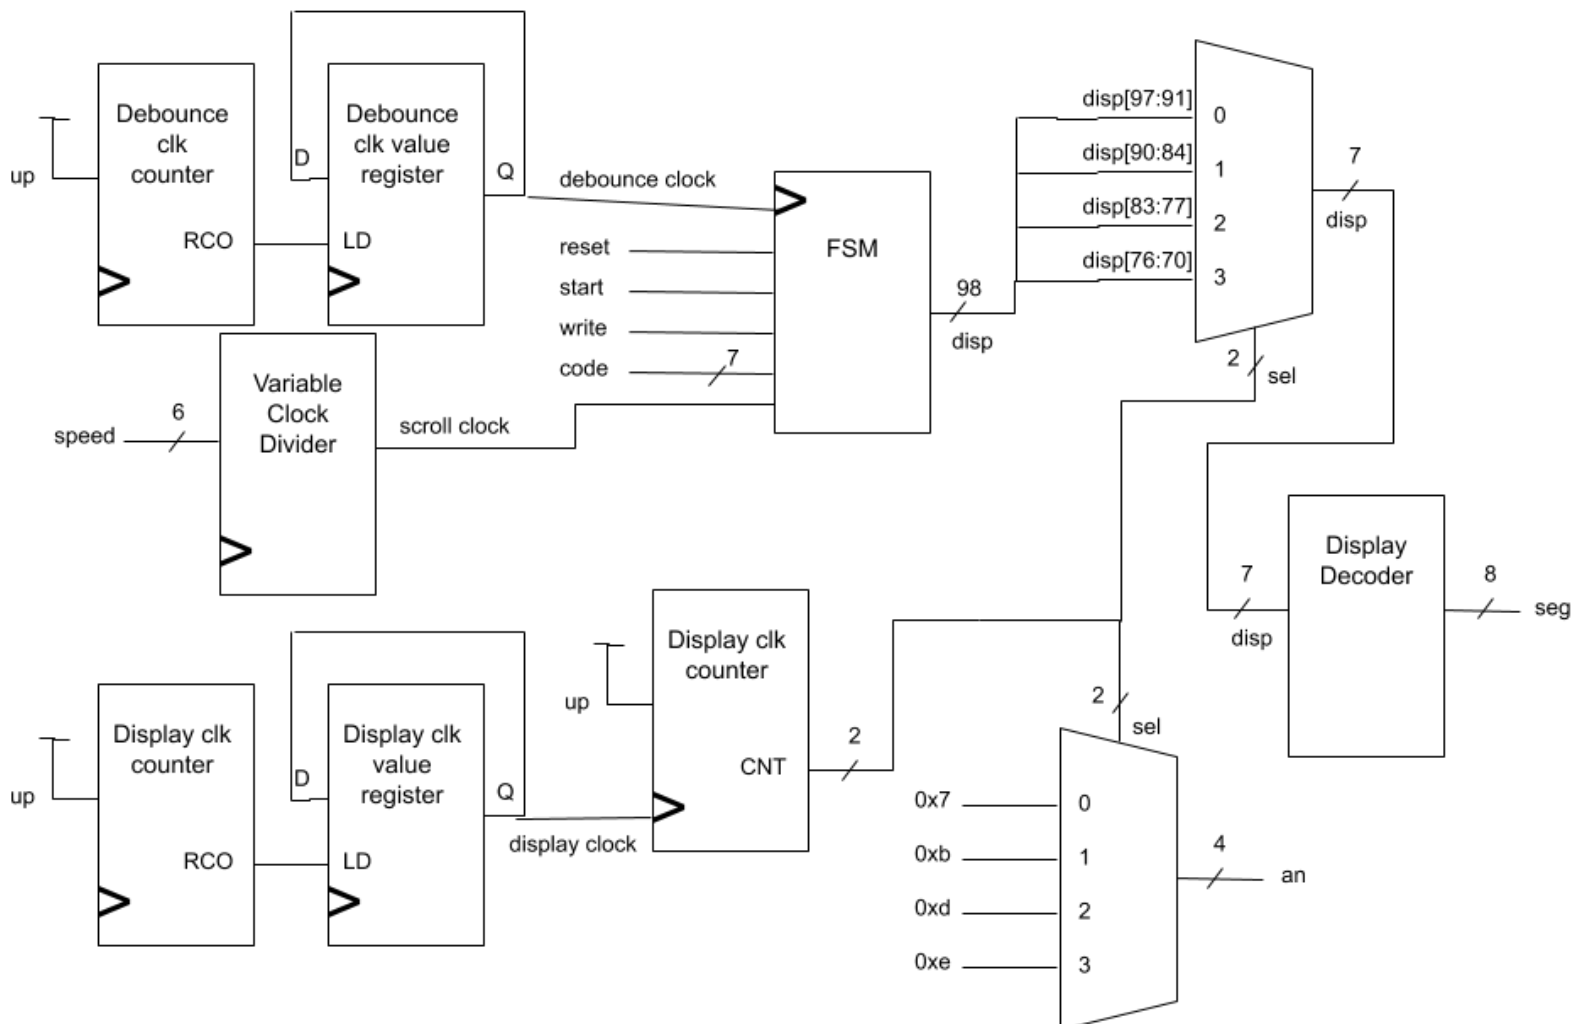 Debounce
clk
counter
up
RCO
Debounce
clk value
register
D
Q
LD
debounce clock
reset
start
write
code
7
FSM
98
disp
disp[97:91]
disp[90:84]
disp[83:77]
disp[76:70]
0
1
2
3
7
disp
2
sel
Variable
Clock
Divider
speed
6
scroll clock
Display
Decoder
7
disp
8
seg
Display clk
counter
up
RCO
Display clk
value
register
D
Q
LD
display clock
Display clk
counter
up
CNT
2
2
sel
0x7
0xb
0xd
0xe
0
1
2
3
4
an